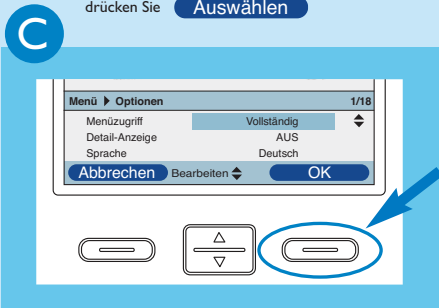 drücken Sie Auswählen
C
Menü Optionen 1/18
Menüzugriff Vollständig
Detail-Anzeige AUS
Sprache Deutsch
Abbrechen Bearbeiten OK